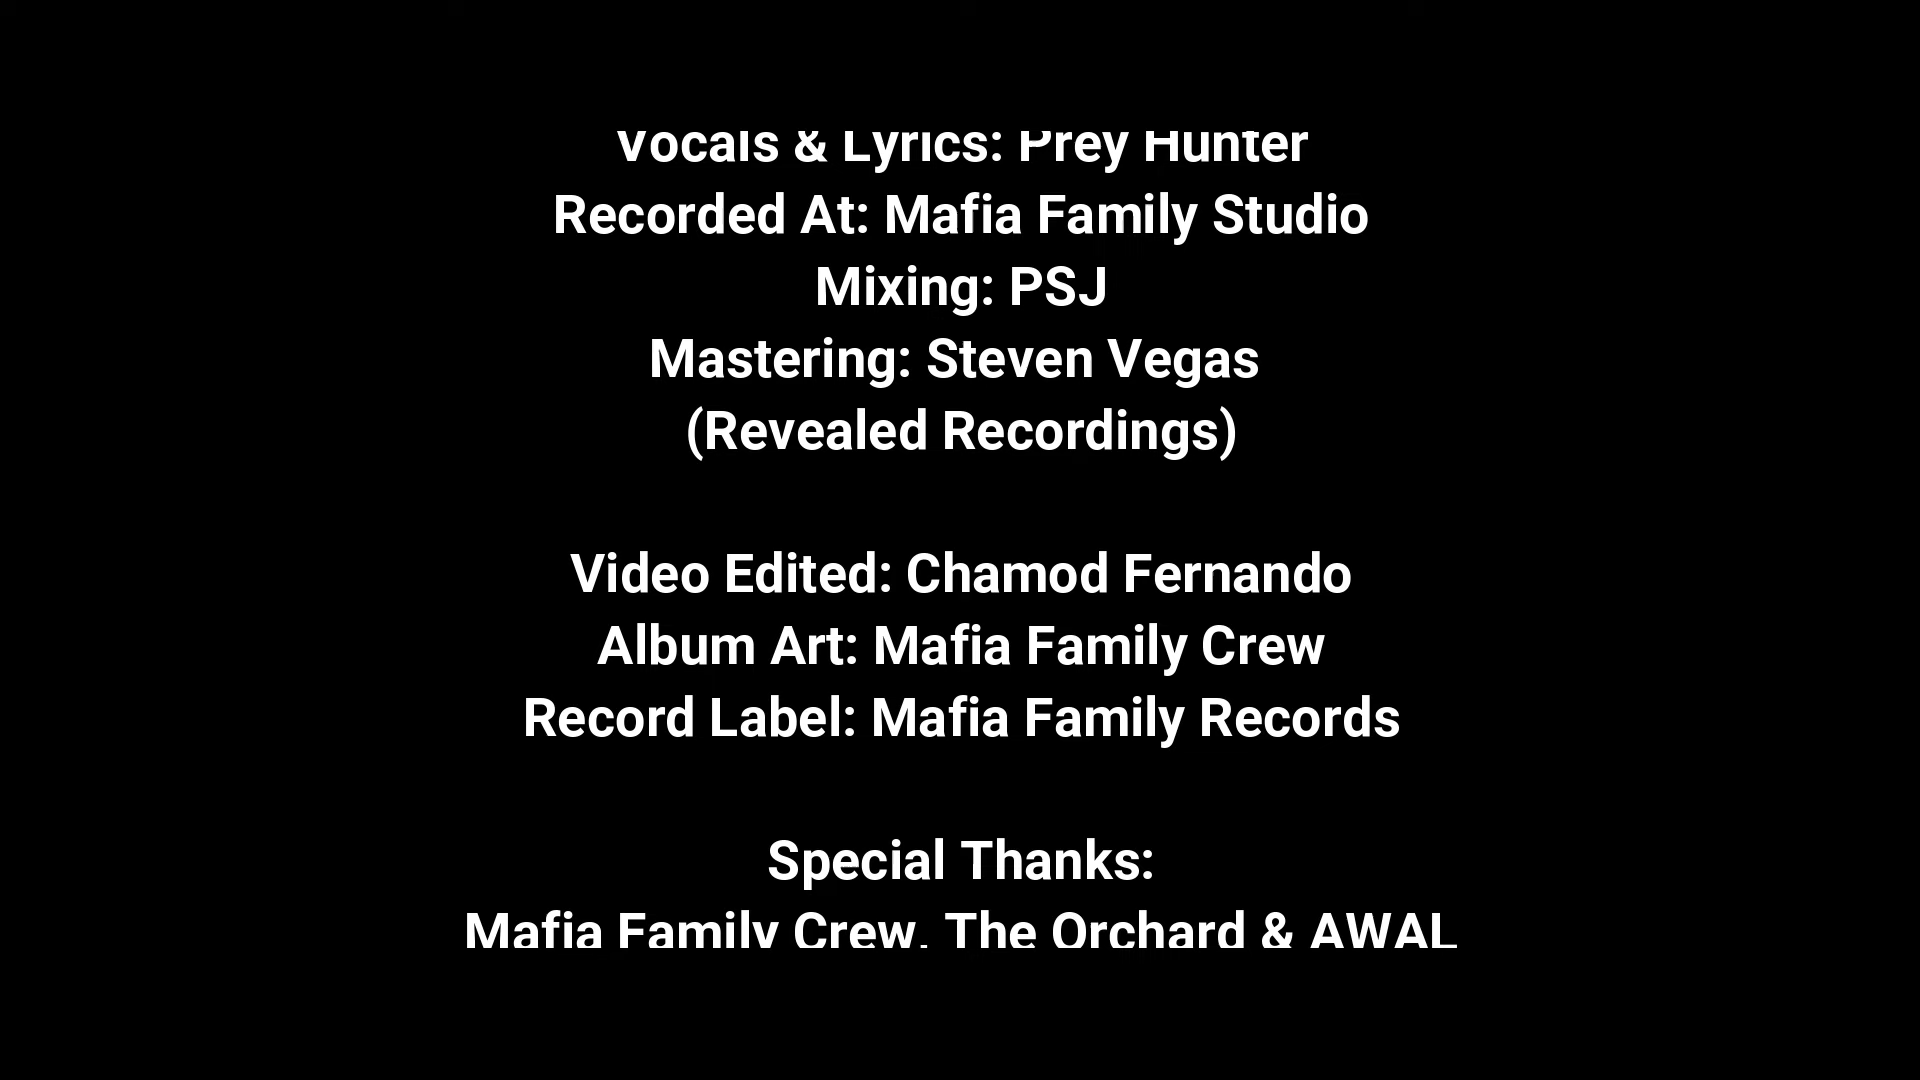 Vocals & Lyrics: Prey Hunter
Recorded At: Mafia Family Studio
Mixing: PSJ
Mastering: Steven Vegas
(Revealed Recordings)
Video Edited: Chamod Fernando
Album Art: Mafia Family Crew
Record Label: Mafia Family Records
Special Thanks:
Mafia Family Crew, The Orchard & AWAL